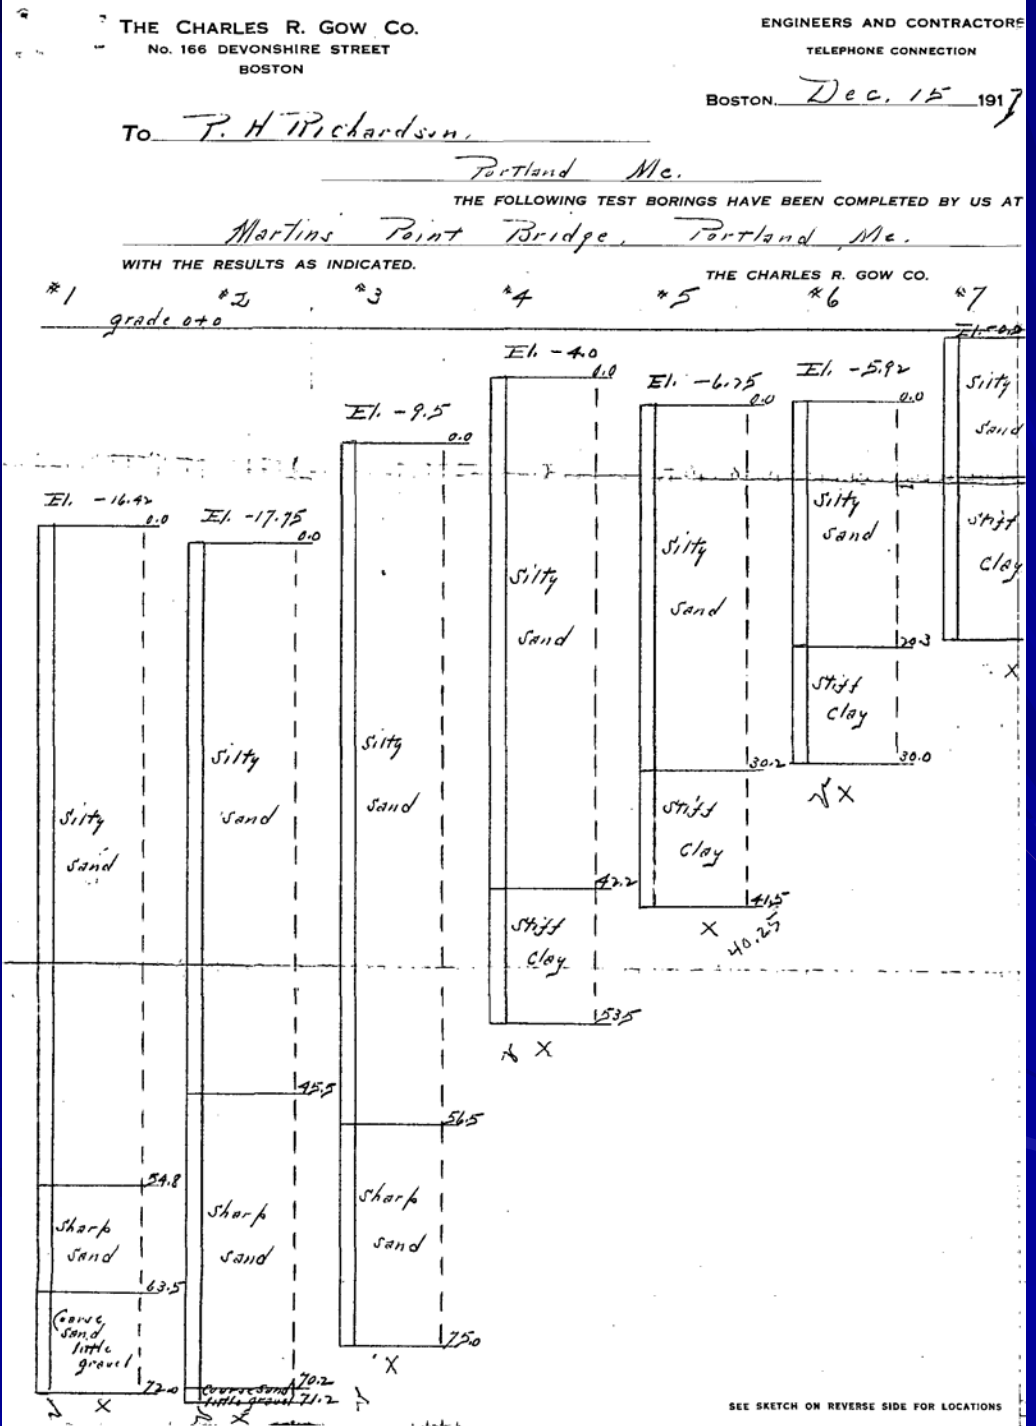 THE CHARLES R. GOW CO.
No. 166 DEVONSHIRE STREET
BOSTON
ENGINEERS AND CONTRACTORS
TELEPHONE CONNECTION
BOSTON. Dec. 15 1917
To P. H Richardson.
Portland Me.
THE FOLLOWING TEST BORINGS HAVE BEEN COMPLETED BY US AT
Martins Point Bridge, Portland Me.
WITH THE RESULTS AS INDICATED.
THE CHARLES R. GOW CO.
#1 #2 #3 #4 #5 #6 #7
grade 0+0
El. -16.42
0.0
Silty
sand
54.8
sharp
sand
63.5
Coarse
sand
little
gravel
72.0
X
El. -17.75
0.0
Silty
sand
45.5
sharp
sand
70.2
coarse sand
little gravel 71.2
X
El. -9.5
0.0
Silty
sand
56.5
sharp
sand
75.0
X
El. -4.0
0.0
Silty
sand
42.2
stiff
clay
53.5
X
El. -6.75
0.0
Silty
sand
30.2
stiff
clay
41.5
X 40.25
El. -5.92
0.0
Silty
sand
20.3
stiff
clay
30.0
X
Silty
sand
stiff
clay
X
SEE SKETCH ON REVERSE SIDE FOR LOCATIONS